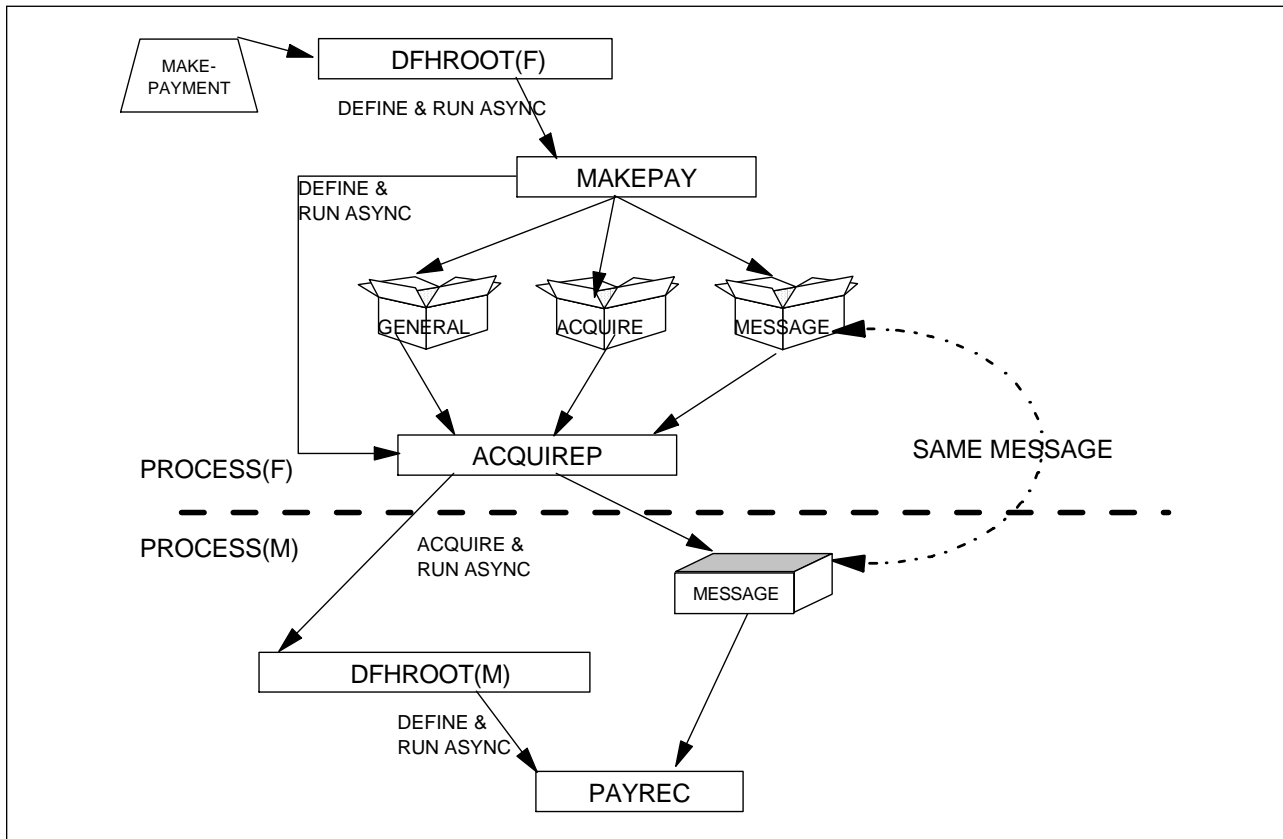 MAKE-
PAYMENT
DFHROOT(F)
DEFINE & RUN ASYNC
MAKEPAY
DEFINE &
RUN ASYNC
GENERAL
ACQUIRE
MESSAGE
ACQUIREP
SAME MESSAGE
PROCESS(F)
PROCESS(M)
ACQUIRE &
RUN ASYNC
MESSAGE
DFHROOT(M)
DEFINE &
RUN ASYNC
PAYREC